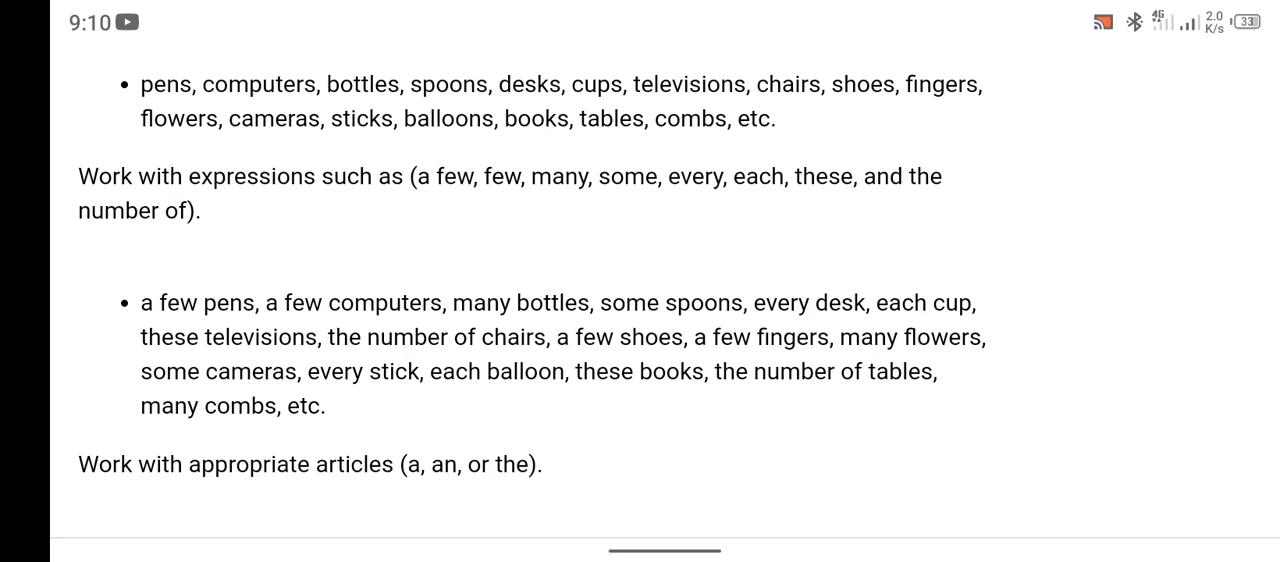 9:10
4G
2.0
K/s
33
• pens, computers, bottles, spoons, desks, cups, televisions, chairs, shoes, fingers,
flowers, cameras, sticks, balloons, books, tables, combs, etc.
Work with expressions such as (a few, few, many, some, every, each, these, and the
number of).
• a few pens, a few computers, many bottles, some spoons, every desk, each cup,
these televisions, the number of chairs, a few shoes, a few fingers, many flowers,
some cameras, every stick, each balloon, these books, the number of tables,
many combs, etc.
Work with appropriate articles (a, an, or the).